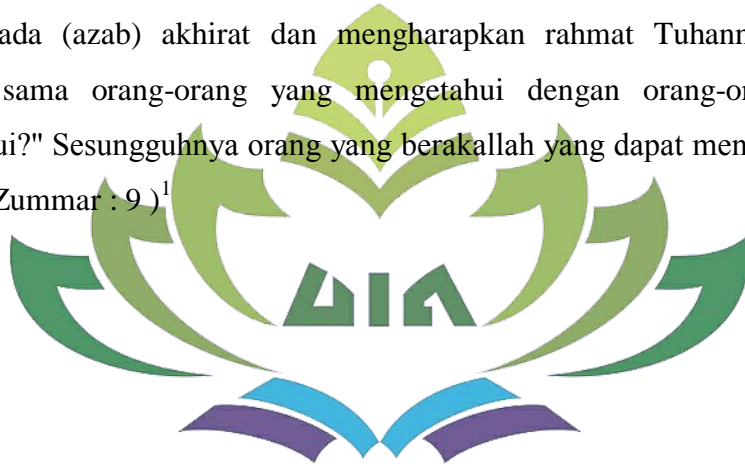 ada (azab) akhirat dan mengharapkan rahmat Tuhann
sama orang-orang yang mengetahui dengan orang-or
ui?" Sesungguhnya orang yang berakallah yang dapat men
Zummar : 9 )1
UIN